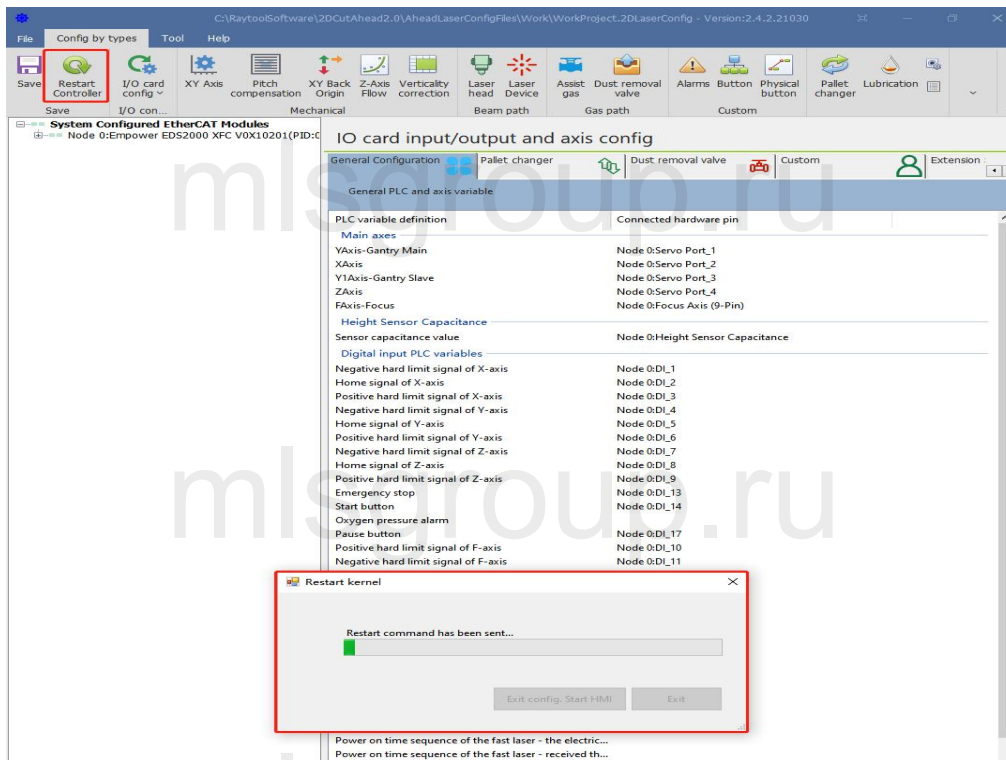 C:\RaytoolSoftware\2DCutAhead2.0\AheadLaserConfigFiles\Work\WorkProject.2DLaserConfig - Version:2.4.2.21030
File Config by types Tool Help
Save Restart Controller I/O card config XY Axis Pitch compensation XY Back Origin Z-Axis Fllow Verticality correction Laser head Laser Device Assist gas Dust removal valve Alarms Button Physical button Pallet changer Lubrication
Save I/O con... Mechanical Beam path Gas path Custom
System Configured EtherCAT Modules
Node 0:Empower EDS2000 XFC V0X10201(PID:0
IO card input/output and axis config
General Configuration Pallet changer Dust removal valve Custom Extension
General PLC and axis variable
PLC variable definition Connected hardware pin
Main axes
YAxis-Gantry Main Node 0:Servo Port_1
XAxis Node 0:Servo Port_2
Y1Axis-Gantry Slave Node 0:Servo Port_3
ZAxis Node 0:Servo Port_4
FAxis-Focus Node 0:Focus Axis (9-Pin)
Height Sensor Capacitance
Sensor capacitance value Node 0:Height Sensor Capacitance
Digital input PLC variables
Negative hard limit signal of X-axis Node 0:DI_1
Home signal of X-axis Node 0:DI_2
Positive hard limit signal of X-axis Node 0:DI_3
Negative hard limit signal of Y-axis Node 0:DI_4
Home signal of Y-axis Node 0:DI_5
Positive hard limit signal of Y-axis Node 0:DI_6
Negative hard limit signal of Z-axis Node 0:DI_7
Home signal of Z-axis Node 0:DI_8
Positive hard limit signal of Z-axis Node 0:DI_9
Emergency stop Node 0:DI_13
Start button Node 0:DI_14
Oxygen pressure alarm
Pause button Node 0:DI_17
Positive hard limit signal of F-axis Node 0:DI_10
Negative hard limit signal of F-axis Node 0:DI_11
Restart kernel
Restart command has been sent...
Exit config. Start HMI Exit
Power on time sequence of the fast laser - the electric...
Power on time sequence of the fast laser - received th...
mlsgroup.ru
mlsgroup.ru